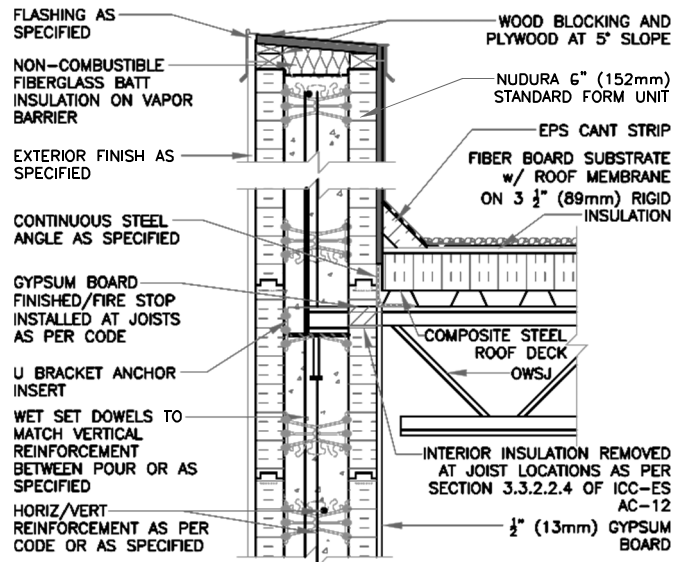 FLASHING AS
SPECIFIED
NON-COMBUSTIBLE
FIBERGLASS BATT
INSULATION ON VAPOR
BARRIER
EXTERIOR FINISH AS
SPECIFIED
CONTINUOUS STEEL
ANGLE AS SPECIFIED
GYPSUM BOARD
FINISHED/FIRE STOP
INSTALLED AT JOISTS
AS PER CODE
U BRACKET ANCHOR
INSERT
WET SET DOWELS TO
MATCH VERTICAL
REINFORCEMENT
BETWEEN POUR OR AS
SPECIFIED
HORIZ/VERT
REINFORCEMENT AS PER
CODE OR AS SPECIFIED
WOOD BLOCKING AND
PLYWOOD AT 5° SLOPE
NUDURA 6" (152mm)
STANDARD FORM UNIT
EPS CANT STRIP
FIBER BOARD SUBSTRATE
w/ ROOF MEMBRANE
ON 3 ½" (89mm) RIGID
INSULATION
COMPOSITE STEEL
ROOF DECK
OWSJ
INTERIOR INSULATION REMOVED
AT JOIST LOCATIONS AS PER
SECTION 3.3.2.2.4 OF ICC-ES
AC-12
½" (13mm) GYPSUM
BOARD